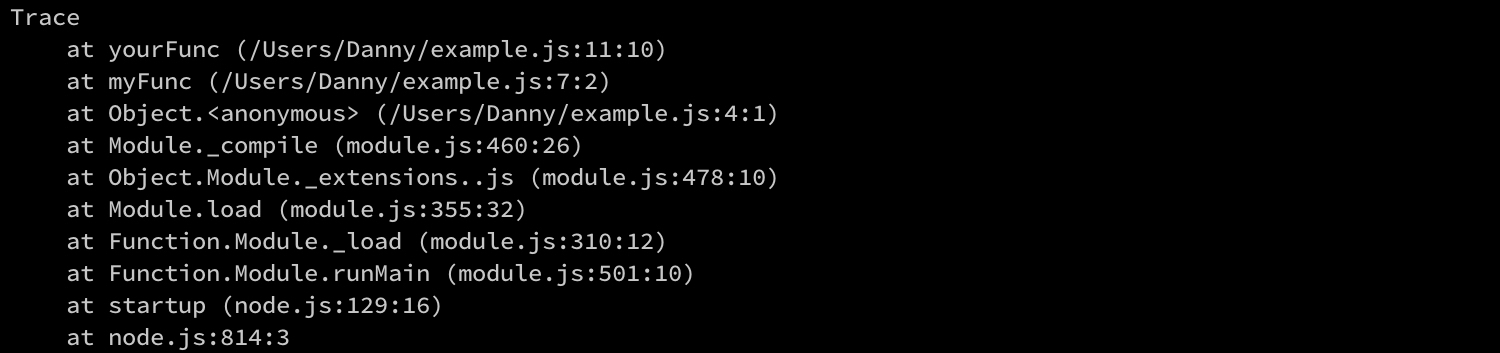 Trace
    at yourFunc (/Users/Danny/example.js:11:10)
    at myFunc (/Users/Danny/example.js:7:2)
    at Object.<anonymous> (/Users/Danny/example.js:4:1)
    at Module._compile (module.js:460:26)
    at Object.Module._extensions..js (module.js:478:10)
    at Module.load (module.js:355:32)
    at Function.Module._load (module.js:310:12)
    at Function.Module.runMain (module.js:501:10)
    at startup (node.js:129:16)
    at node.js:814:3